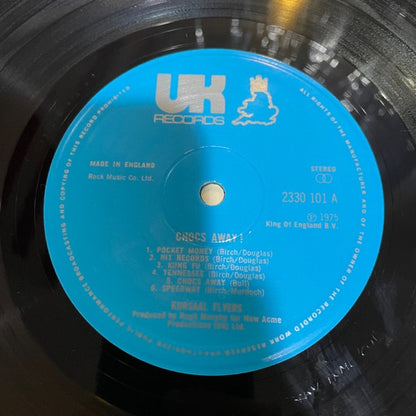 UK
RECORDS
MADE IN ENGLAND
Rock Music Co. Ltd.
STEREO
2330 101 A
Ⓟ 1975
King Of England B.V.
CHOCS AWAY!
1. POCKET MONEY (Birch/Douglas)
2. HIT RECORDS (Birch/Douglas)
3. KUNG FU (Birch/Douglas)
4. TENNESSEE (Birch/Douglas)
5. CHOCS AWAY (Bull)
6. SPEEDWAY (Birch/Murdoch)
KURSAAL FLYERS
Produced by Hugh Murphy for New Acme
Productions (UK) Ltd.
ALL RIGHTS OF THE MANUFACTURER AND OF THE OWNER OF THE RECORDED WORK RESERVED UNAUTHORISED PUBLIC PERFORMANCE BROADCASTING AND COPYING OF THIS RECORD PROHIBITED